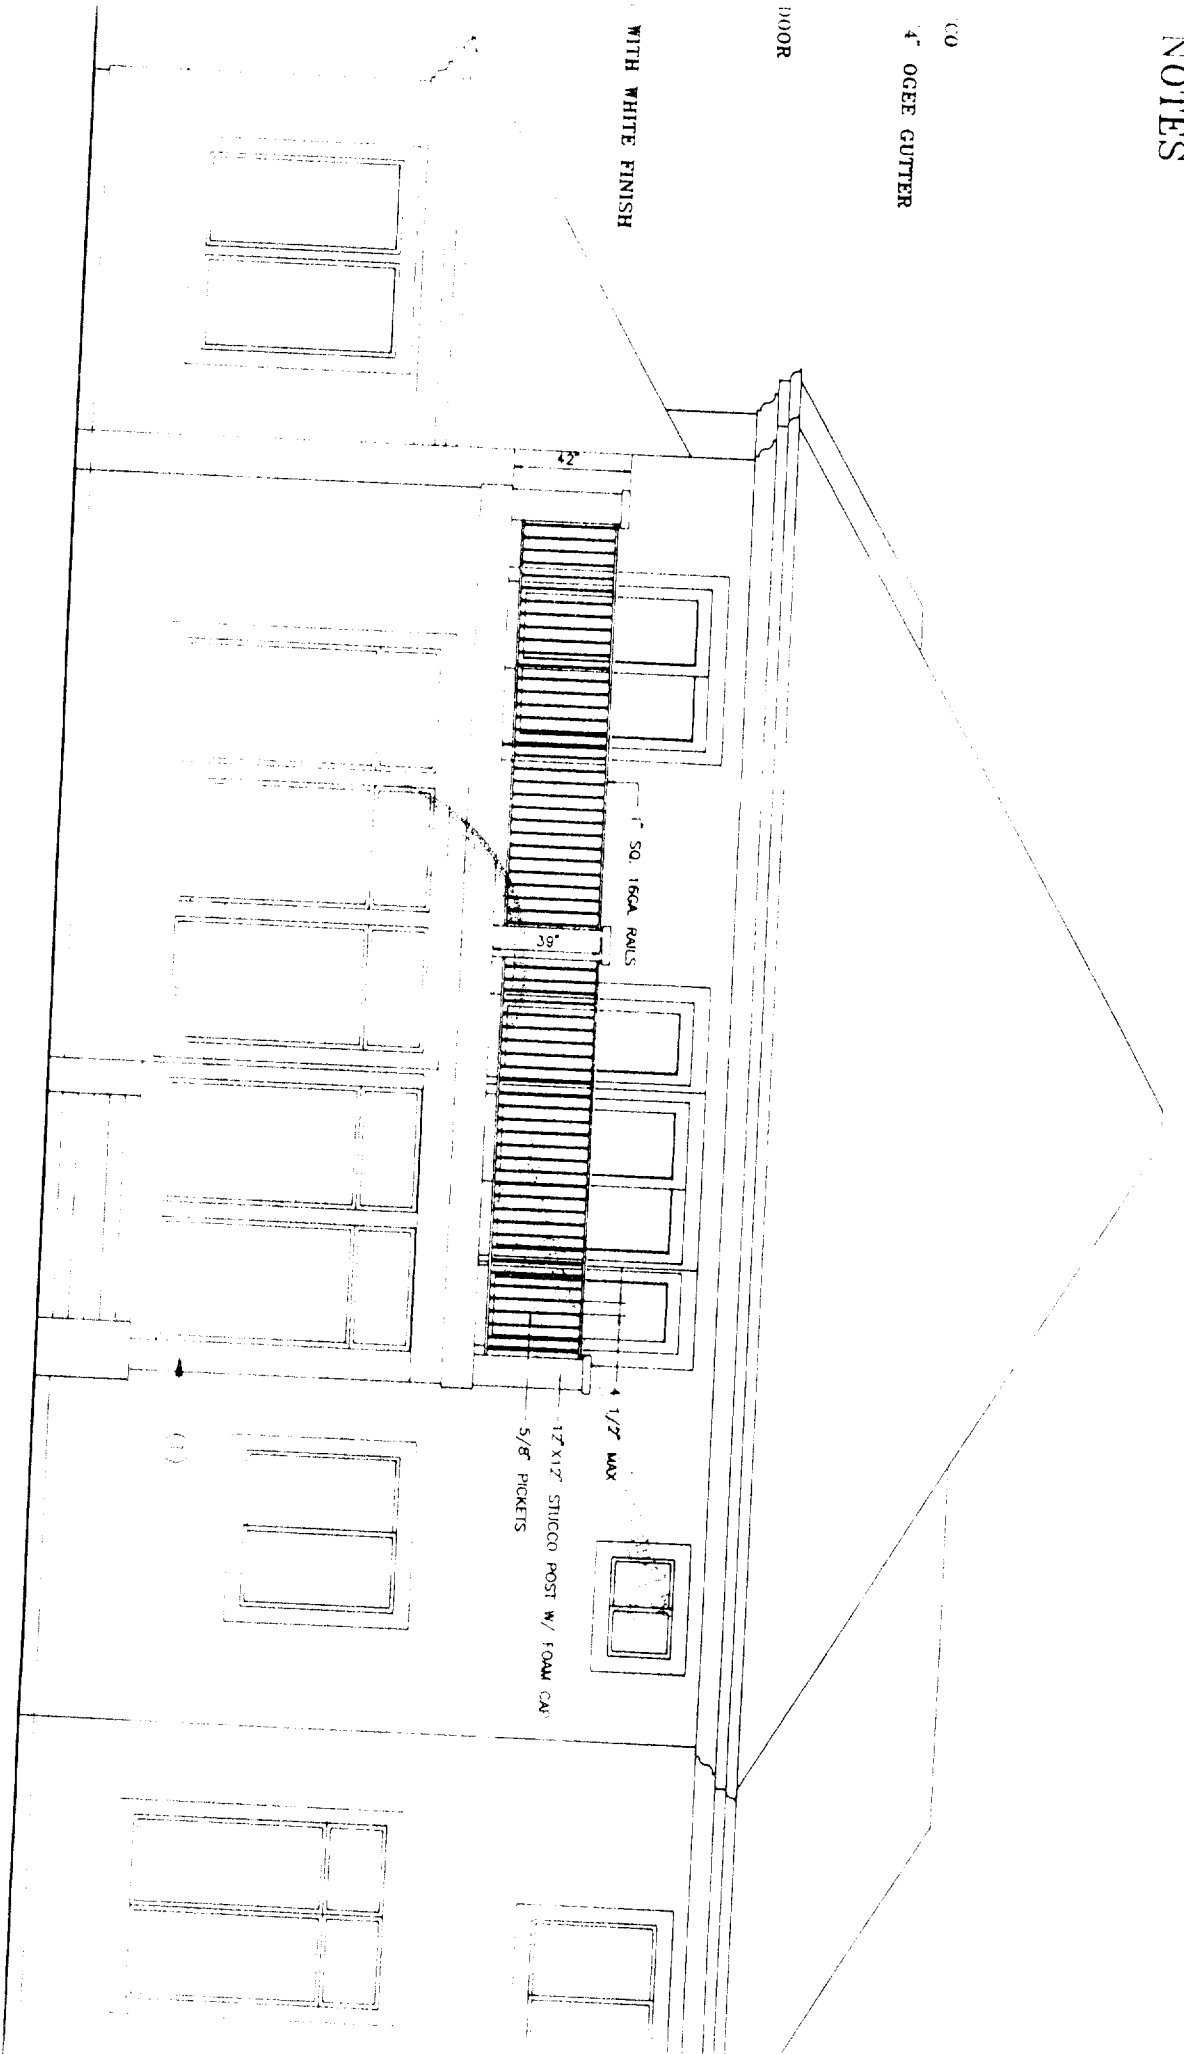 NOTES
CO
4" OGEE GUTTER
DOOR
WITH WHITE FINISH
42"
1" SQ. 16GA. RAILS
39"
4 1/2" MAX
12"X12" STUCCO POST W/ FOAM CAP
5/8" PICKETS